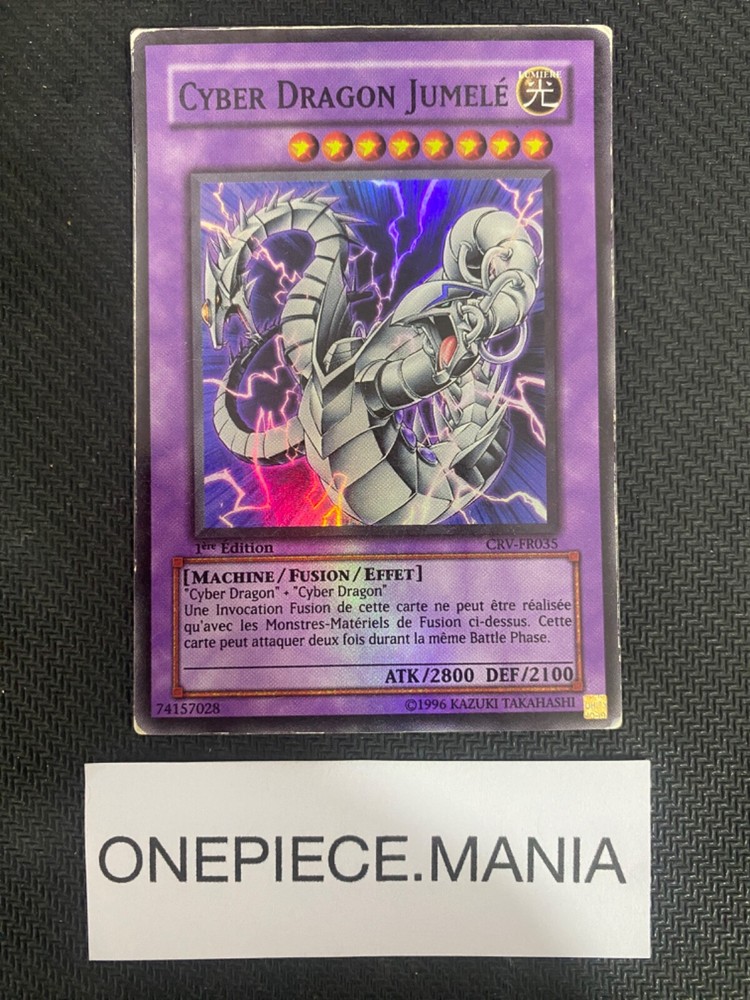 CYBER DRAGON JUMELÉ
LUMIÈRE
光
1ère Edition
CRV-FR035
[MACHINE/FUSION/EFFET]
"Cyber Dragon" + "Cyber Dragon"
Une Invocation Fusion de cette carte ne peut être réalisée
qu'avec les Monstres-Matériels de Fusion ci-dessus. Cette
carte peut attaquer deux fois durant la même Battle Phase.
ATK/2800 DEF/2100
74157028
©1996 KAZUKI TAKAHASHI
ONEPIECE.MANIA